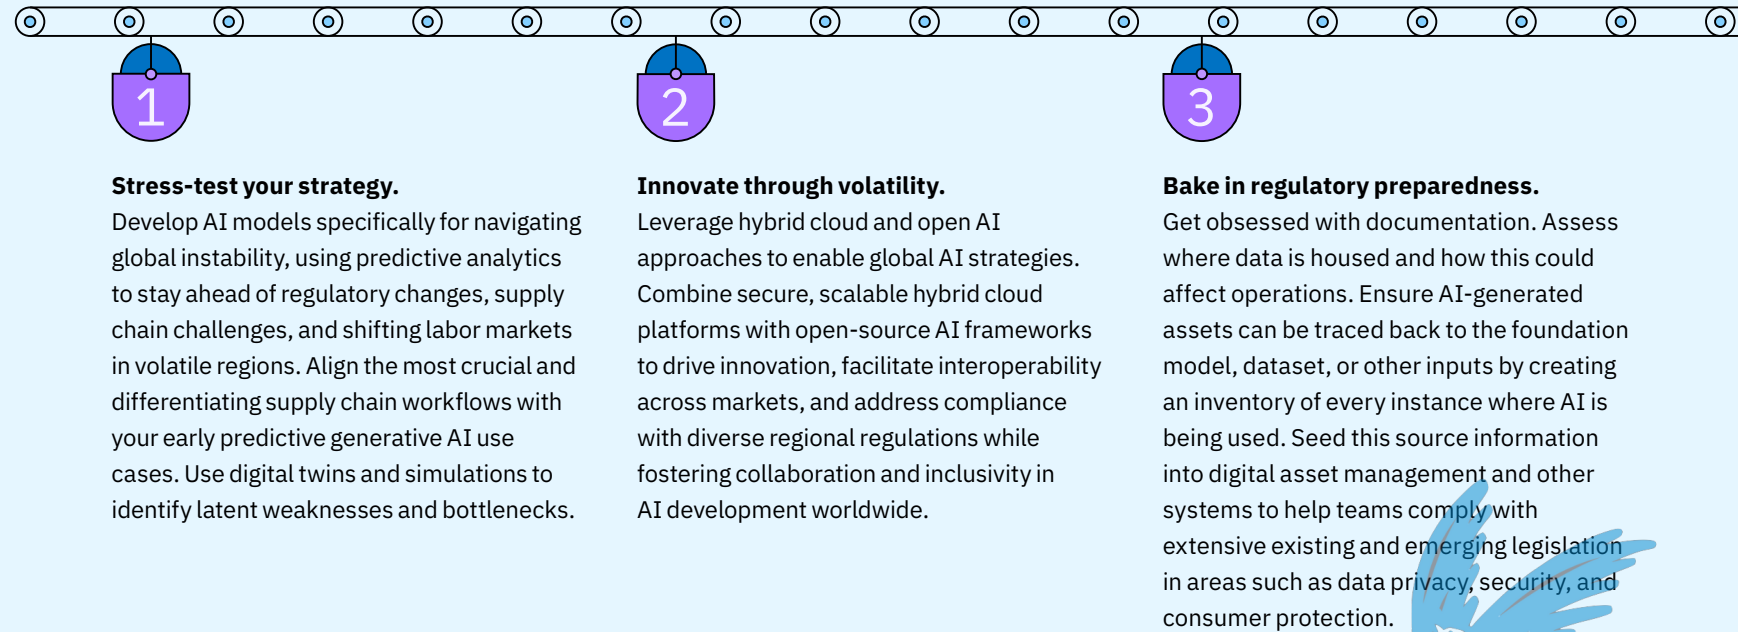 1
Stress-test your strategy.
Develop AI models specifically for navigating
global instability, using predictive analytics
to stay ahead of regulatory changes, supply
chain challenges, and shifting labor markets
in volatile regions. Align the most crucial and
differentiating supply chain workflows with
your early predictive generative AI use
cases. Use digital twins and simulations to
identify latent weaknesses and bottlenecks.
2
Innovate through volatility.
Leverage hybrid cloud and open AI
approaches to enable global AI strategies.
Combine secure, scalable hybrid cloud
platforms with open-source AI frameworks
to drive innovation, facilitate interoperability
across markets, and address compliance
with diverse regional regulations while
fostering collaboration and inclusivity in
AI development worldwide.
3
Bake in regulatory preparedness.
Get obsessed with documentation. Assess
where data is housed and how this could
affect operations. Ensure AI-generated
assets can be traced back to the foundation
model, dataset, or other inputs by creating
an inventory of every instance where AI is
being used. Seed this source information
into digital asset management and other
systems to help teams comply with
extensive existing and emerging legislation
in areas such as data privacy, security, and
consumer protection.